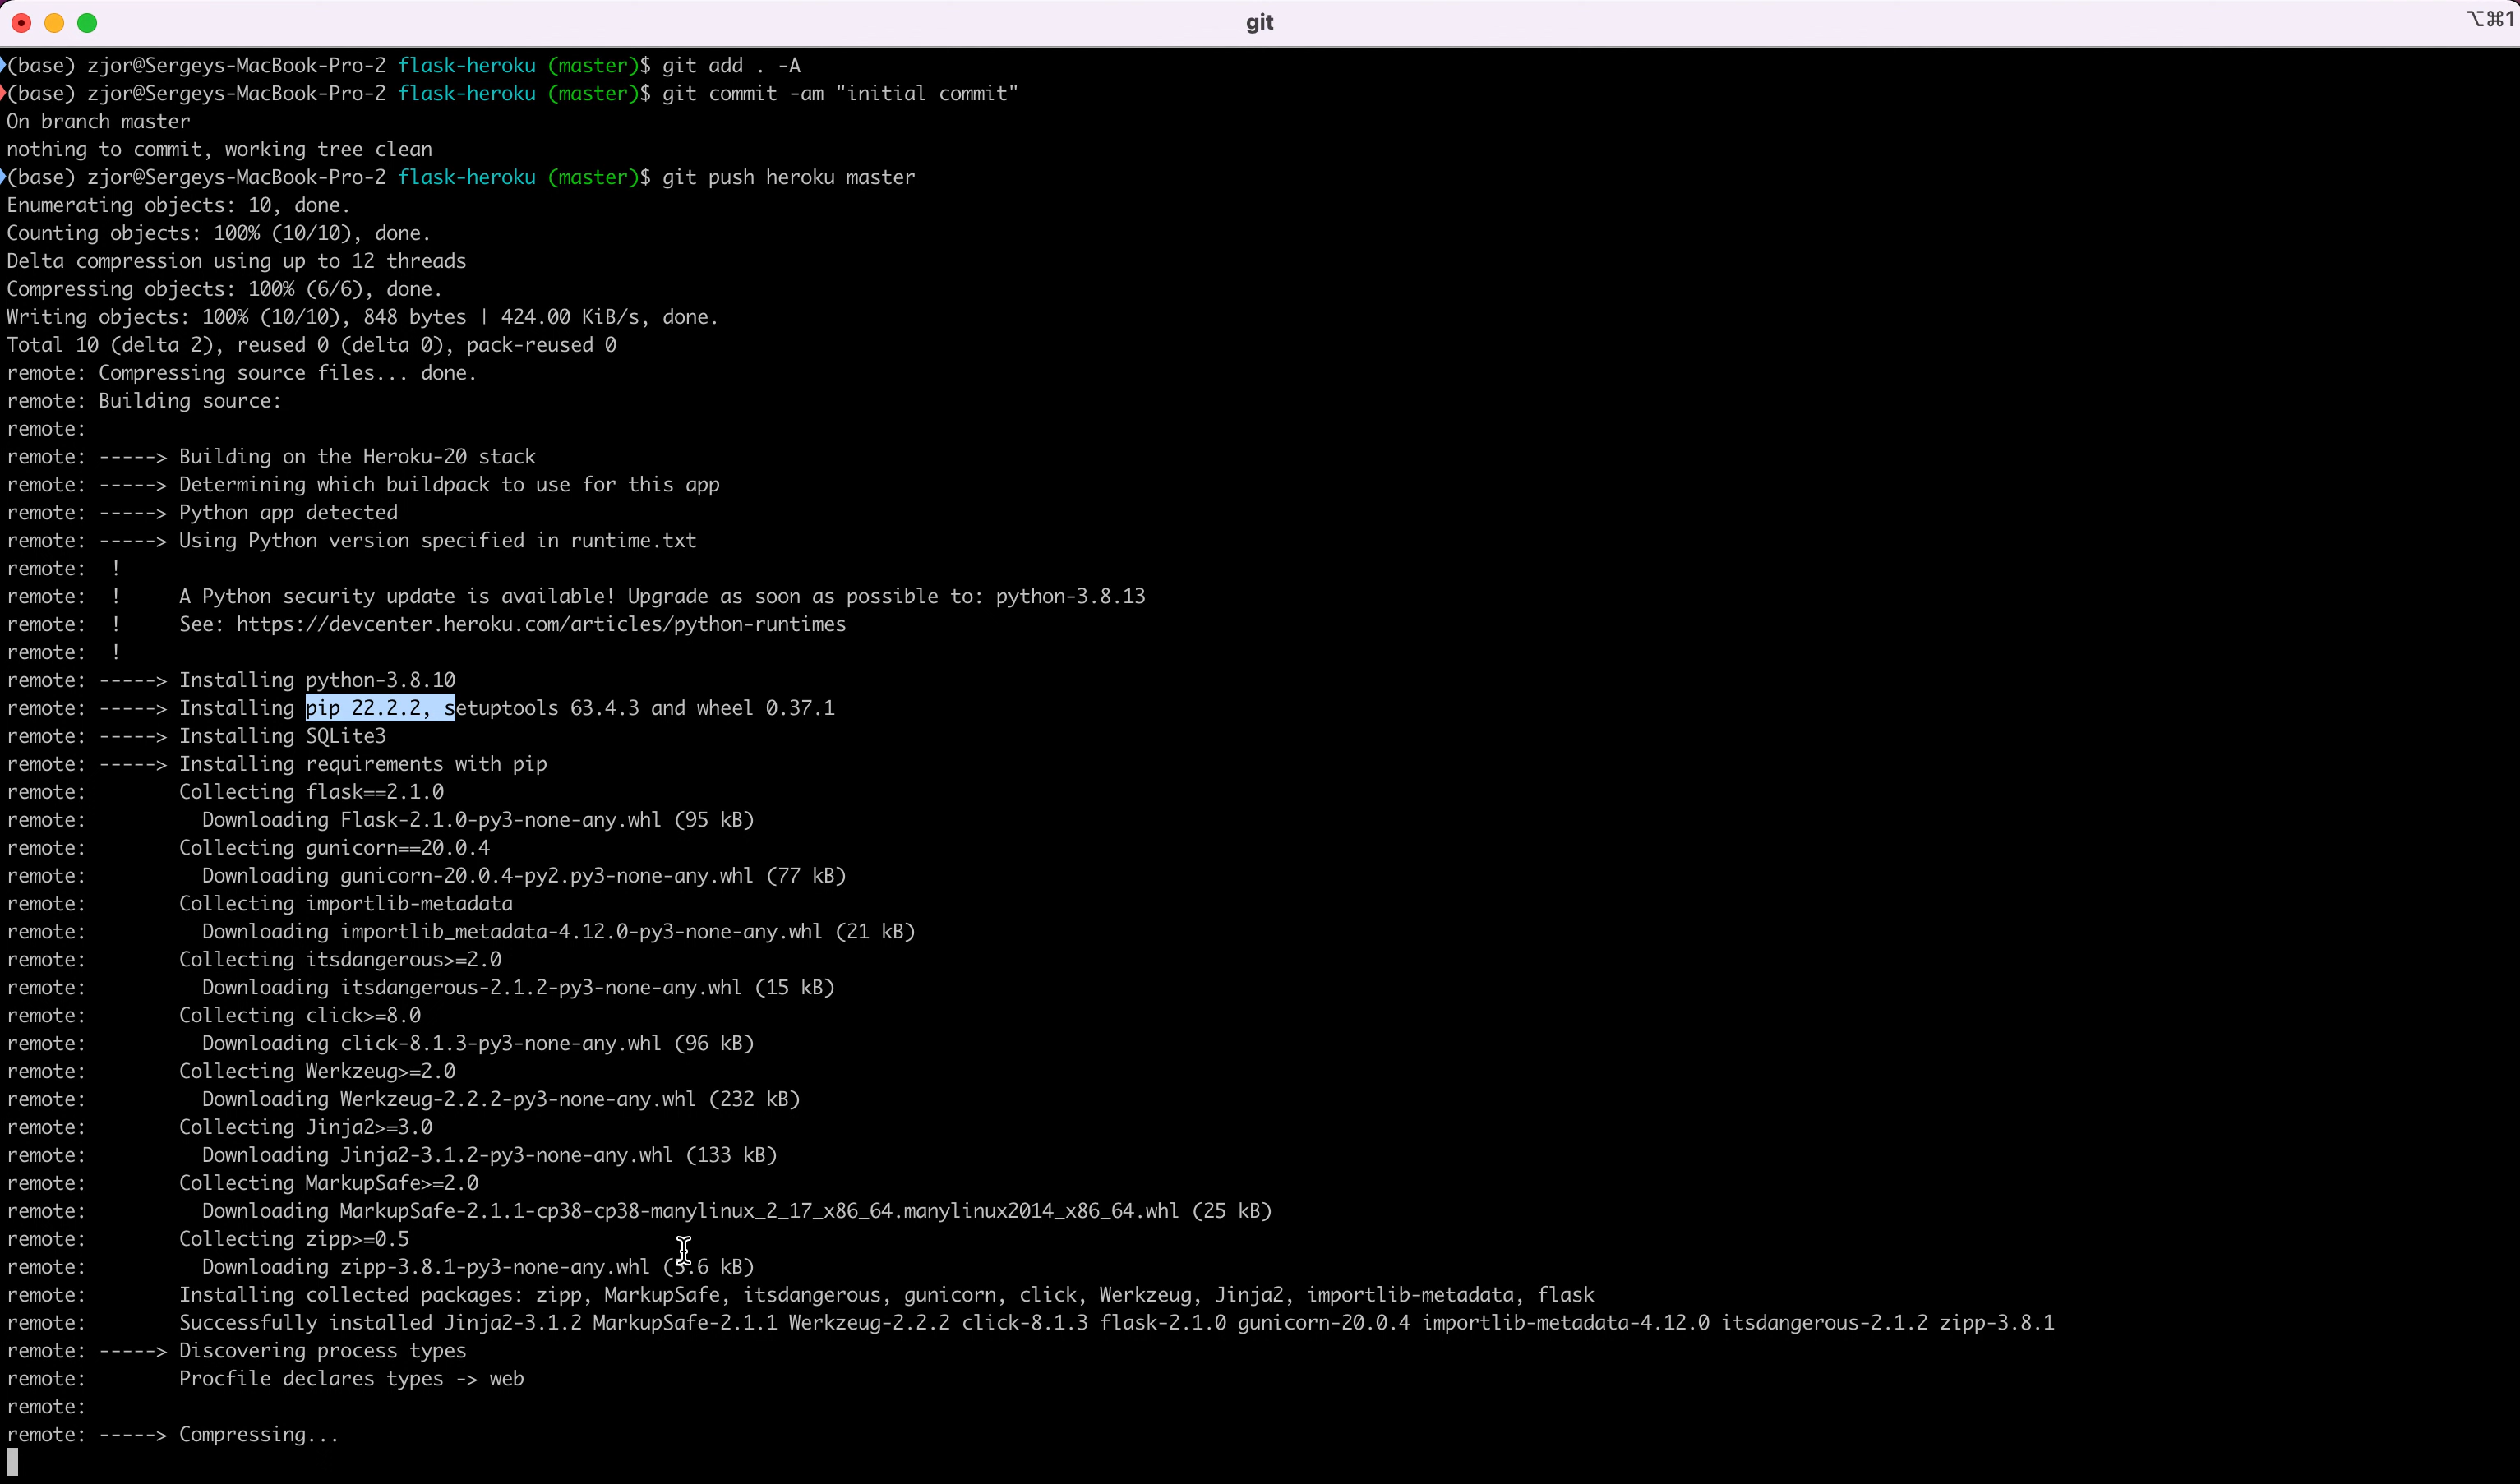 git
⌥⌘1
(base) zjor@Sergeys-MacBook-Pro-2 flask-heroku (master)$ git add . -A
(base) zjor@Sergeys-MacBook-Pro-2 flask-heroku (master)$ git commit -am "initial commit"
On branch master
nothing to commit, working tree clean
(base) zjor@Sergeys-MacBook-Pro-2 flask-heroku (master)$ git push heroku master
Enumerating objects: 10, done.
Counting objects: 100% (10/10), done.
Delta compression using up to 12 threads
Compressing objects: 100% (6/6), done.
Writing objects: 100% (10/10), 848 bytes | 424.00 KiB/s, done.
Total 10 (delta 2), reused 0 (delta 0), pack-reused 0
remote: Compressing source files... done.
remote: Building source:
remote:
remote: -----> Building on the Heroku-20 stack
remote: -----> Determining which buildpack to use for this app
remote: -----> Python app detected
remote: -----> Using Python version specified in runtime.txt
remote:  !
remote:  !     A Python security update is available! Upgrade as soon as possible to: python-3.8.13
remote:  !     See: https://devcenter.heroku.com/articles/python-runtimes
remote:  !
remote: -----> Installing python-3.8.10
remote: -----> Installing pip 22.2.2, setuptools 63.4.3 and wheel 0.37.1
remote: -----> Installing SQLite3
remote: -----> Installing requirements with pip
remote:        Collecting flask==2.1.0
remote:          Downloading Flask-2.1.0-py3-none-any.whl (95 kB)
remote:        Collecting gunicorn==20.0.4
remote:          Downloading gunicorn-20.0.4-py2.py3-none-any.whl (77 kB)
remote:        Collecting importlib-metadata
remote:          Downloading importlib_metadata-4.12.0-py3-none-any.whl (21 kB)
remote:        Collecting itsdangerous>=2.0
remote:          Downloading itsdangerous-2.1.2-py3-none-any.whl (15 kB)
remote:        Collecting click>=8.0
remote:          Downloading click-8.1.3-py3-none-any.whl (96 kB)
remote:        Collecting Werkzeug>=2.0
remote:          Downloading Werkzeug-2.2.2-py3-none-any.whl (232 kB)
remote:        Collecting Jinja2>=3.0
remote:          Downloading Jinja2-3.1.2-py3-none-any.whl (133 kB)
remote:        Collecting MarkupSafe>=2.0
remote:          Downloading MarkupSafe-2.1.1-cp38-cp38-manylinux_2_17_x86_64.manylinux2014_x86_64.whl (25 kB)
remote:        Collecting zipp>=0.5
remote:          Downloading zipp-3.8.1-py3-none-any.whl (5.6 kB)
remote:        Installing collected packages: zipp, MarkupSafe, itsdangerous, gunicorn, click, Werkzeug, Jinja2, importlib-metadata, flask
remote:        Successfully installed Jinja2-3.1.2 MarkupSafe-2.1.1 Werkzeug-2.2.2 click-8.1.3 flask-2.1.0 gunicorn-20.0.4 importlib-metadata-4.12.0 itsdangerous-2.1.2 zipp-3.8.1
remote: -----> Discovering process types
remote:        Procfile declares types -> web
remote:
remote: -----> Compressing...